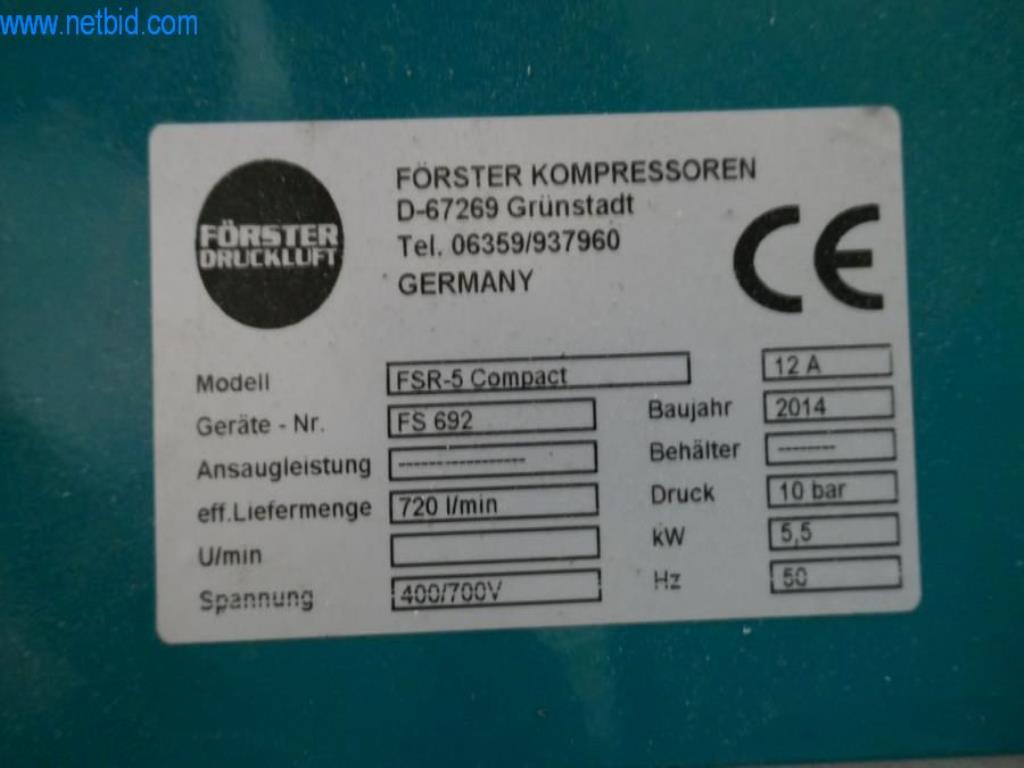 www.netbid.com
FÖRSTER
DRUCKLUFT
FÖRSTER KOMPRESSOREN
D-67269 Grünstadt
Tel. 06359/937960
GERMANY
CE
Modell FSR-5 Compact 12 A
Geräte - Nr. FS 692 Baujahr 2014
Ansaugleistung ----------------- Behälter --------
eff.Liefermenge 720 l/min Druck 10 bar
U/min kW 5,5
Spannung 400/700V Hz 50